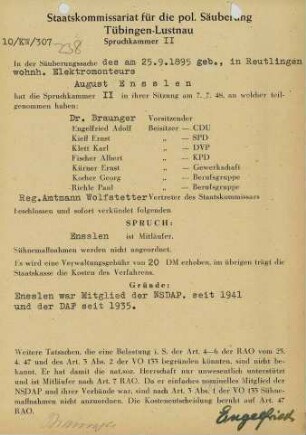 Staatskommissariat für die pol. Säuberung
Tübingen-Lustnau
10/KW/307 238 Spruchkammer II
In der Säuberungssache des am 25.9.1895 geb., in Reutlingen
wohnh. Elektromonteurs
August Ensslen
hat die Spruchkammer II in ihrer Sitzung am 7.7.48, an welcher teil-
genommen haben:
Dr. Braunger Vorsitzender
Engelfried Adolf Beisitzer — CDU
Kieß Ernst „ — SPD
Klett Karl „ — DVP
Fischer Albert „ — KPD
Körner Ernst „ — Gewerkschaft
Kocher Georg „ — Berufsgruppe
Riehle Paul „ — Berufsgruppe
Reg.Amtmann Wolfstetter Vertreter des Staatskommissars
beschlossen und sofort verkündet folgenden
SPRUCH:
Ensslen ist Mitläufer.
Sühnemaßnahmen werden nicht angeordnet.
Es wird eine Verwaltungsgebühr von 20 DM erhoben, im übrigen trägt die
Staatskasse die Kosten des Verfahrens.
Gründe:
Ensslen war Mitglied der NSDAP. seit 1941
und der DAF seit 1935.
Weitere Tatsachen, die eine Belastung i. S. der Art. 4—6 der RAO vom 25.
4. 47 und des Art. 3 Abs. 2 der VO 133 begründen könnten, sind nicht
bekannt. Er hat damit die nat.soz. Herrschaft nur unwesentlich unterstützt
und ist Mitläufer nach Art. 7 RAO. Da er einfaches nominelles Mitglied der
NSDAP und ihrer Verbände war, sind nach Art. 3 Abs. 1 der VO 133 Sühne-
maßnahmen nicht anzuordnen. Die Kostenentscheidung beruht auf Art. 47
RAO.
Braunger Engelfried